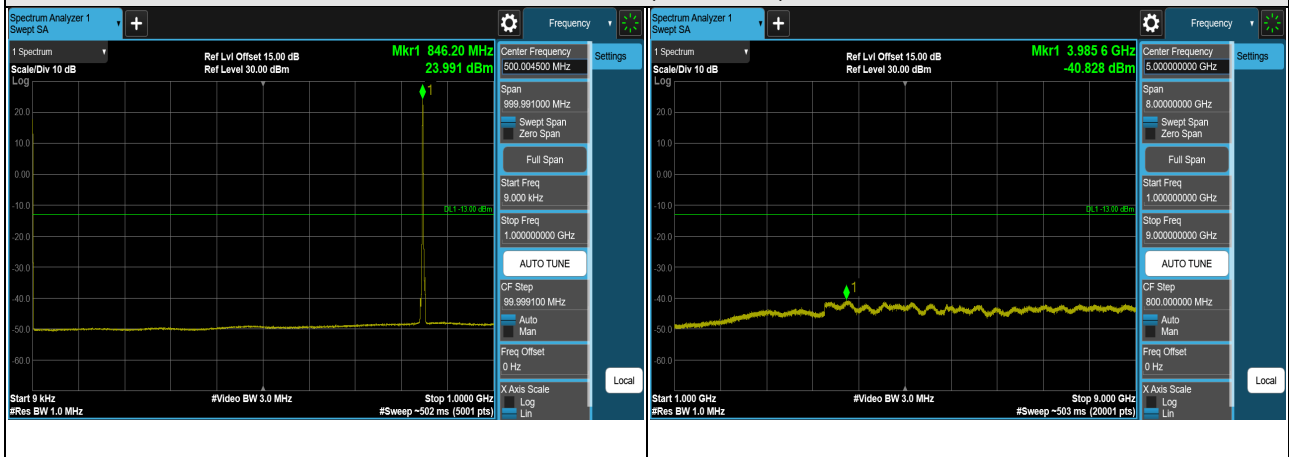 Spectrum Analyzer 1
Swept SA
+
Frequency
1 Spectrum
Ref Lvl Offset 15.00 dB
Mkr1 846.20 MHz
Scale/Div 10 dB
Ref Level 30.00 dBm
23.991 dBm
Log
1
20.0
10.0
0.00
-10.0
DL1 -13.00 dBm
-20.0
-30.0
-40.0
-50.0
-60.0
Start 9 kHz
#Video BW 3.0 MHz
Stop 1.0000 GHz
#Res BW 1.0 MHz
#Sweep ~502 ms (5001 pts)
Center Frequency
500.004500 MHz
Settings
Span
999.991000 MHz
Swept Span
Zero Span
Full Span
Start Freq
9.000 kHz
Stop Freq
1.000000000 GHz
AUTO TUNE
CF Step
99.999100 MHz
Auto
Man
Freq Offset
0 Hz
X Axis Scale
Log
Lin
Local
Spectrum Analyzer 1
Swept SA
+
Frequency
1 Spectrum
Ref Lvl Offset 15.00 dB
Mkr1 3.985 6 GHz
Scale/Div 10 dB
Ref Level 30.00 dBm
-40.828 dBm
Log
20.0
10.0
0.00
-10.0
DL1 -13.00 dBm
-20.0
-30.0
1
-40.0
-50.0
-60.0
Start 1.000 GHz
#Video BW 3.0 MHz
Stop 9.000 GHz
#Res BW 1.0 MHz
#Sweep ~503 ms (20001 pts)
Center Frequency
5.000000000 GHz
Settings
Span
8.00000000 GHz
Swept Span
Zero Span
Full Span
Start Freq
1.000000000 GHz
Stop Freq
9.000000000 GHz
AUTO TUNE
CF Step
800.000000 MHz
Auto
Man
Freq Offset
0 Hz
X Axis Scale
Log
Lin
Local